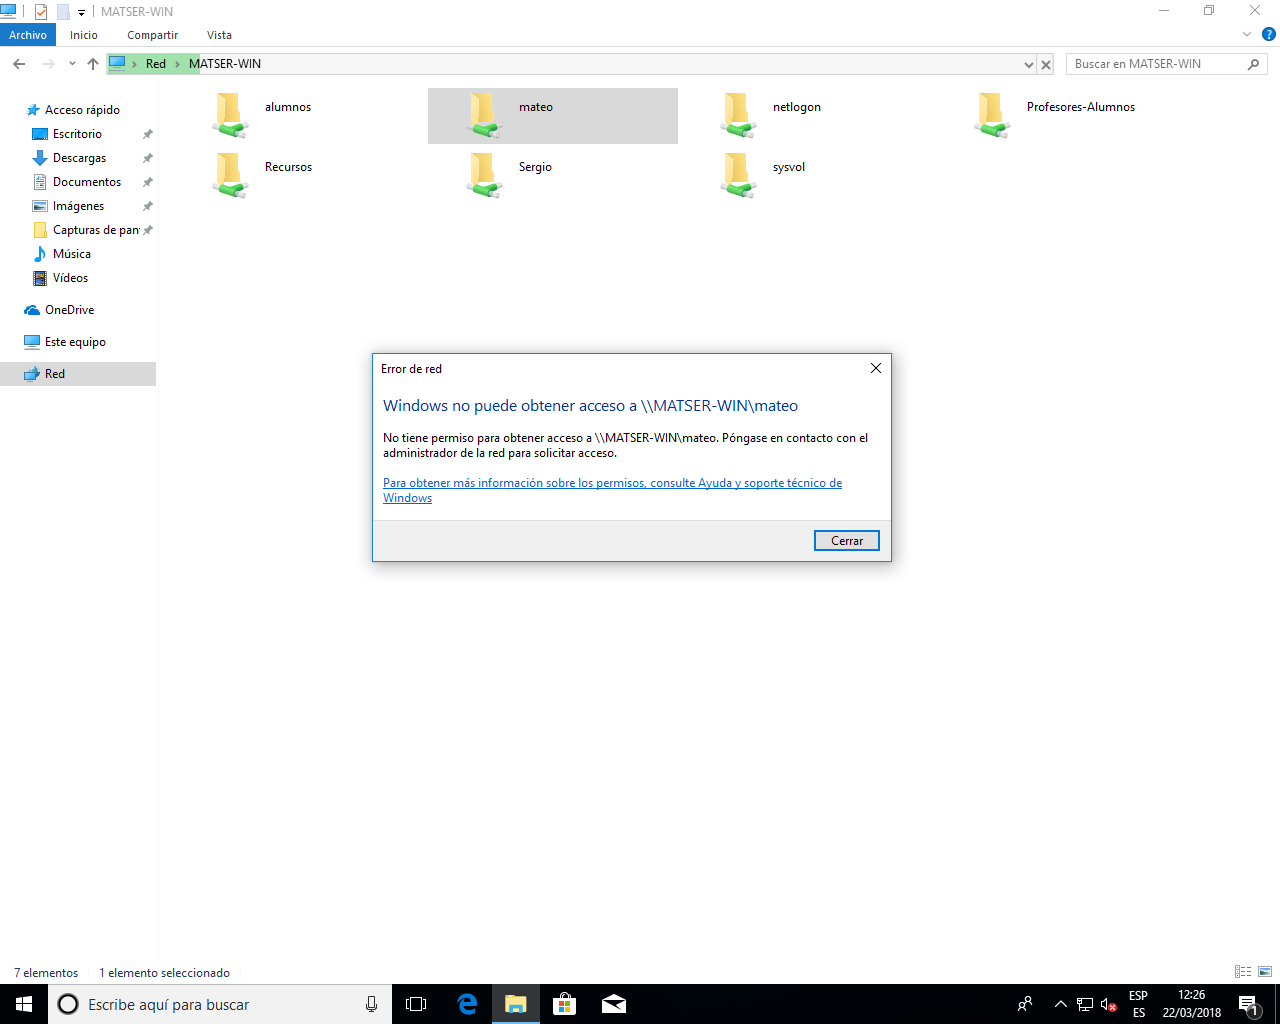 MATSER-WIN
Archivo Inicio Compartir Vista
Red MATSER-WIN
Buscar en MATSER-WIN
Acceso rápido
Escritorio
Descargas
Documentos
Imágenes
Capturas de pan
Música
Vídeos
OneDrive
Este equipo
Red
alumnos
mateo
netlogon
Profesores-Alumnos
Recursos
Sergio
sysvol
Error de red
Windows no puede obtener acceso a \\MATSER-WIN\mateo
No tiene permiso para obtener acceso a \\MATSER-WIN\mateo. Póngase en contacto con el
administrador de la red para solicitar acceso.
Para obtener más información sobre los permisos, consulte Ayuda y soporte técnico de
Windows
Cerrar
7 elementos 1 elemento seleccionado
Escribe aquí para buscar
ESP
ES
12:26
22/03/2018
1